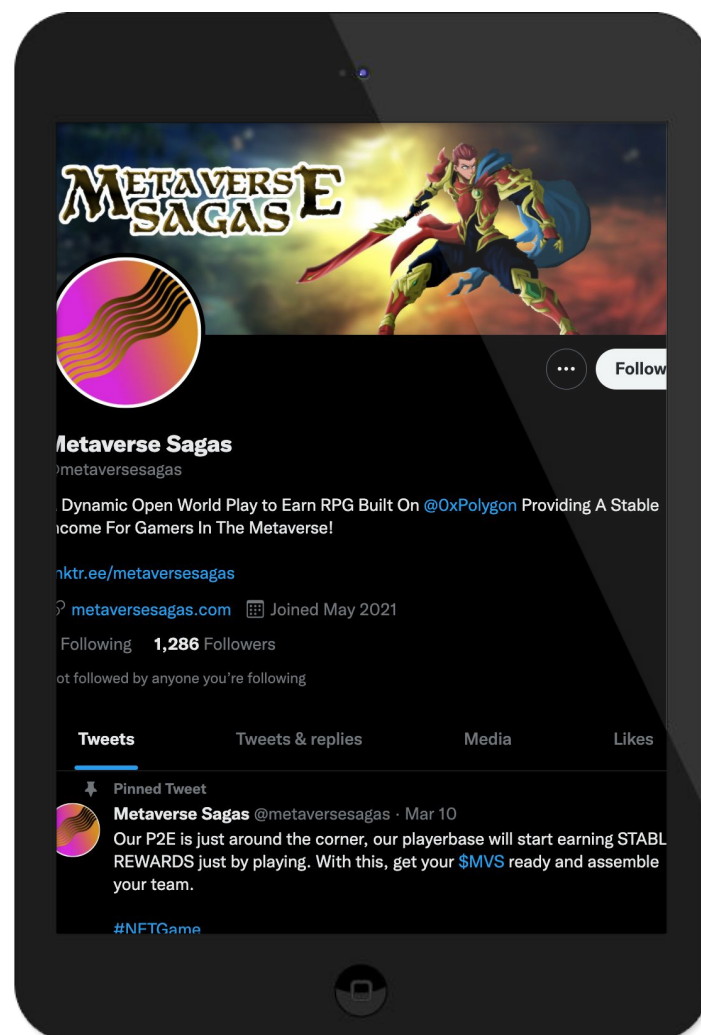 METAVERSE
SAGAS
Follow
Metaverse Sagas
@metaversesagas
Dynamic Open World Play to Earn RPG Built On @0xPolygon Providing A Stable
ncome For Gamers In The Metaverse!
nktr.ee/metaversesagas
metaversesagas.com Joined May 2021
Following 1,286 Followers
ot followed by anyone you're following
Tweets Tweets & replies Media Likes
Pinned Tweet
Metaverse Sagas @metaversesagas · Mar 10
Our P2E is just around the corner, our playerbase will start earning STABL
REWARDS just by playing. With this, get your $MVS ready and assemble
your team.
#NFTGame